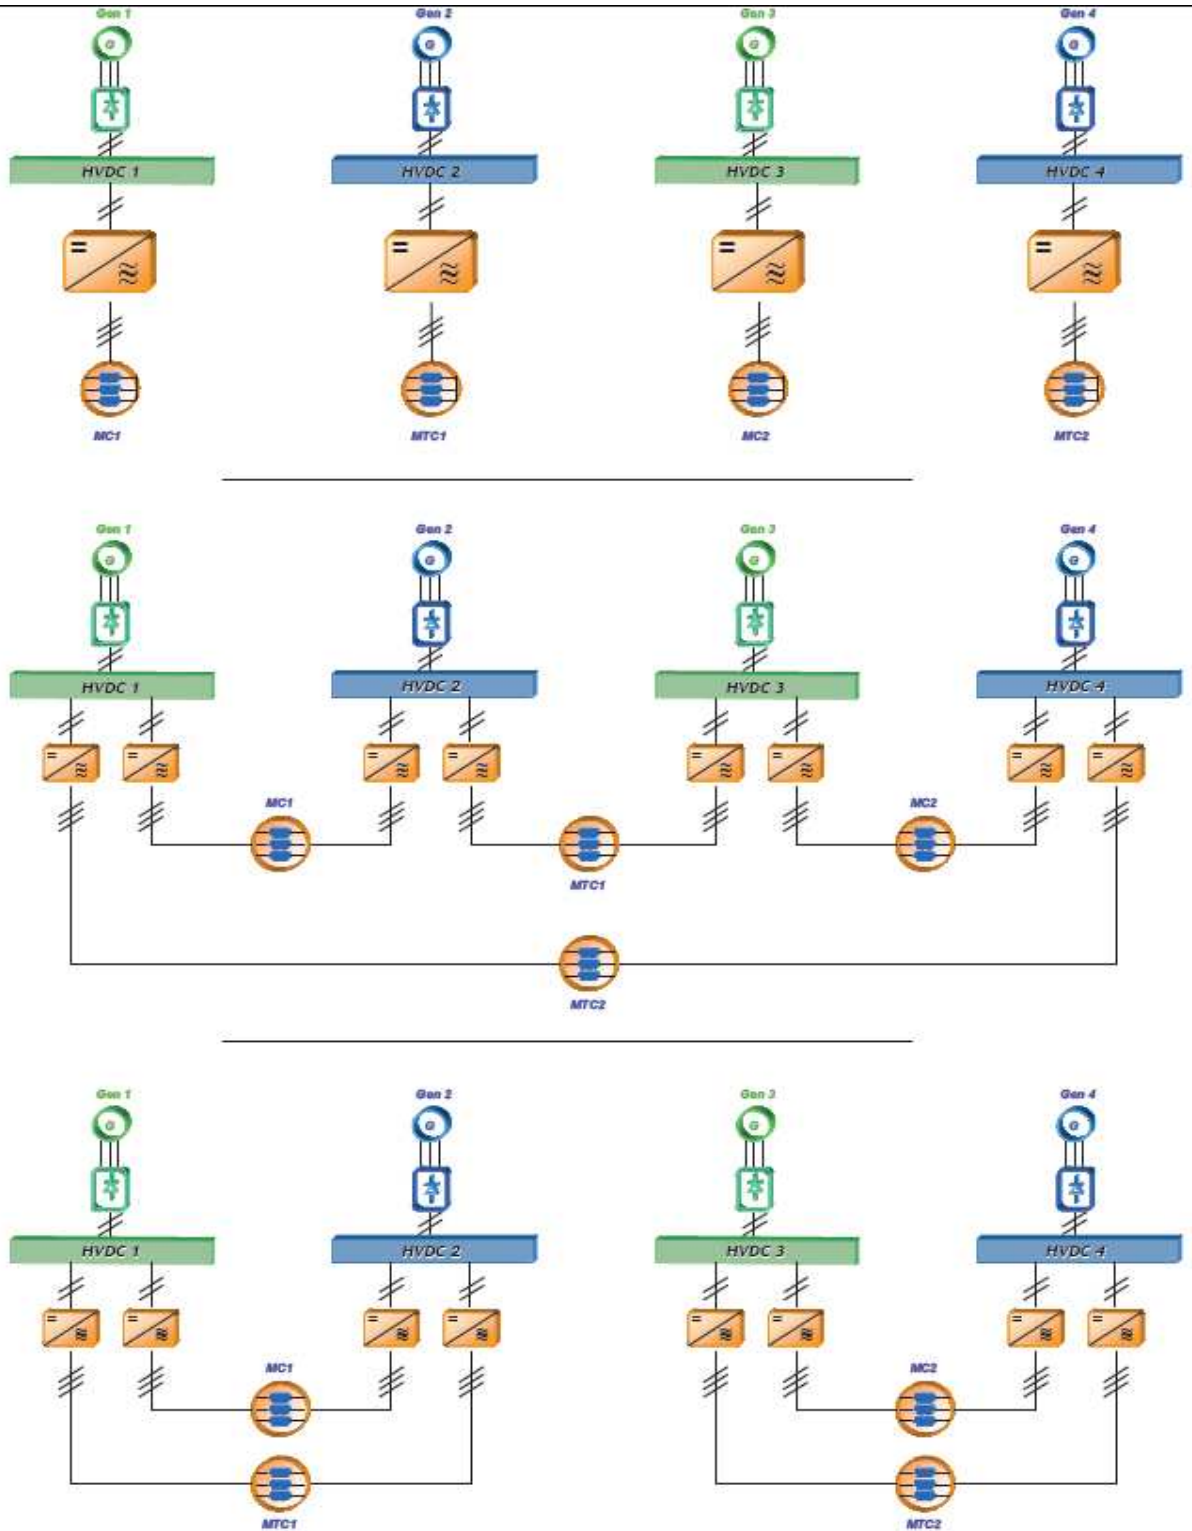 Gen 1 Gen 2 Gen 3 Gen 4
G G G G
HVDC 1 HVDC 2 HVDC 3 HVDC 4
MC1 MTC1 MC2 MTC2
Gen 1 Gen 2 Gen 3 Gen 4
G G G G
HVDC 1 HVDC 2 HVDC 3 HVDC 4
MC1 MC2
MTC1
MTC2
Gen 1 Gen 2 Gen 3 Gen 4
G G G G
HVDC 1 HVDC 2 HVDC 3 HVDC 4
MC1 MC2
MTC1 MTC2